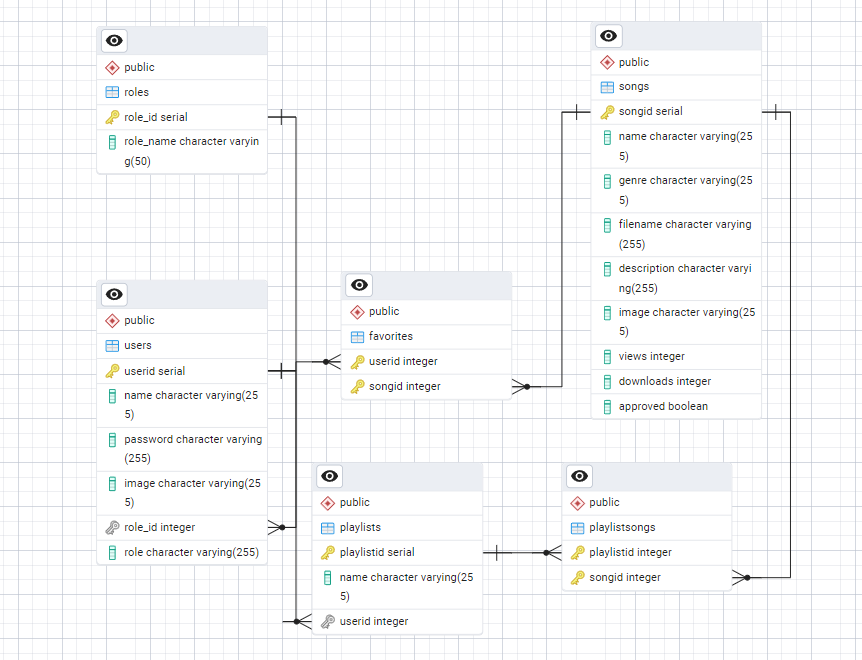 public
roles
role_id serial
role_name character varyin
g(50)
public
songs
songid serial
name character varying(25
5)
genre character varying(25
5)
filename character varying
(255)
description character varyi
ng(255)
image character varying(25
5)
views integer
downloads integer
approved boolean
public
users
userid serial
name character varying(25
5)
password character varying
(255)
image character varying(25
5)
role_id integer
role character varying(255)
public
favorites
userid integer
songid integer
public
playlists
playlistid serial
name character varying(25
5)
userid integer
public
playlistsongs
playlistid integer
songid integer